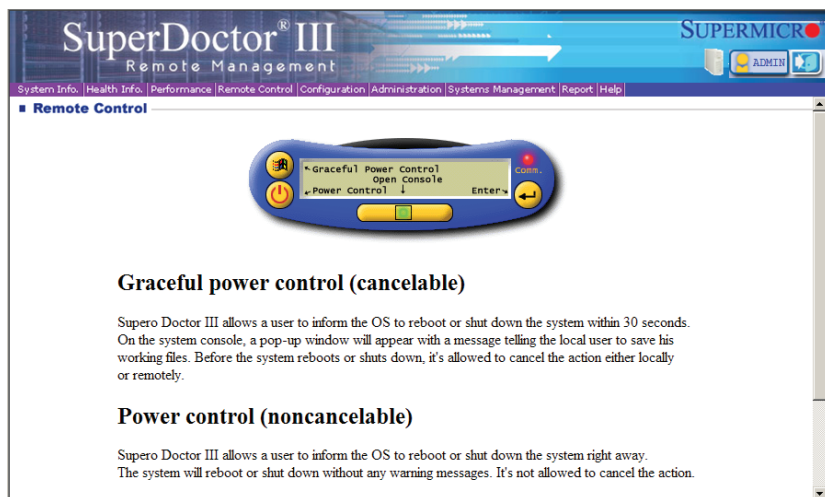 SuperDoctor® III
Remote Management
SUPERMICRO
ADMIN
System Info. |Health Info. |Performance |Remote Control |Configuration |Administration |Systems Management |Report |Help|
Remote Control
Graceful Power Control
Open Console
Power Control ↓ Enter
Comm.
Graceful power control (cancelable)
Supero Doctor III allows a user to inform the OS to reboot or shut down the system within 30 seconds.
On the system console, a pop-up window will appear with a message telling the local user to save his
working files. Before the system reboots or shuts down, it's allowed to cancel the action either locally
or remotely.
Power control (noncancelable)
Supero Doctor III allows a user to inform the OS to reboot or shut down the system right away.
The system will reboot or shut down without any warning messages. It's not allowed to cancel the action.